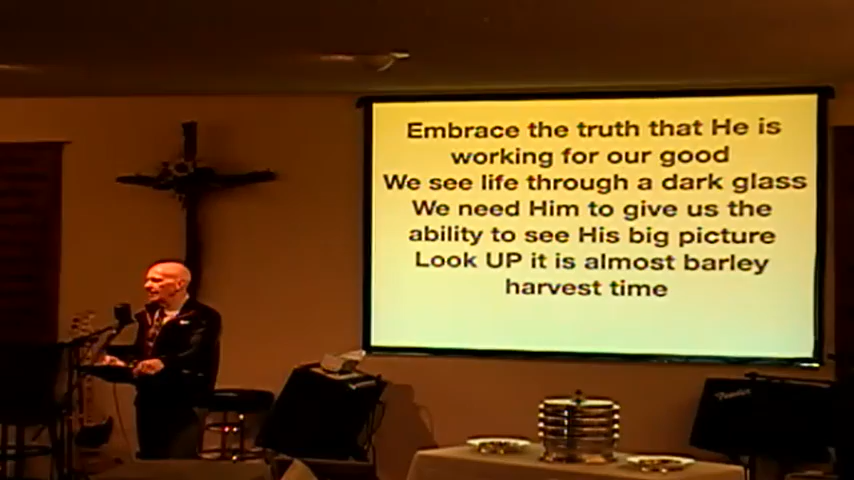 Embrace the truth that He is
working for our good
We see life through a dark glass
We need Him to give us the
ability to see His big picture
Look UP it is almost barley
harvest time